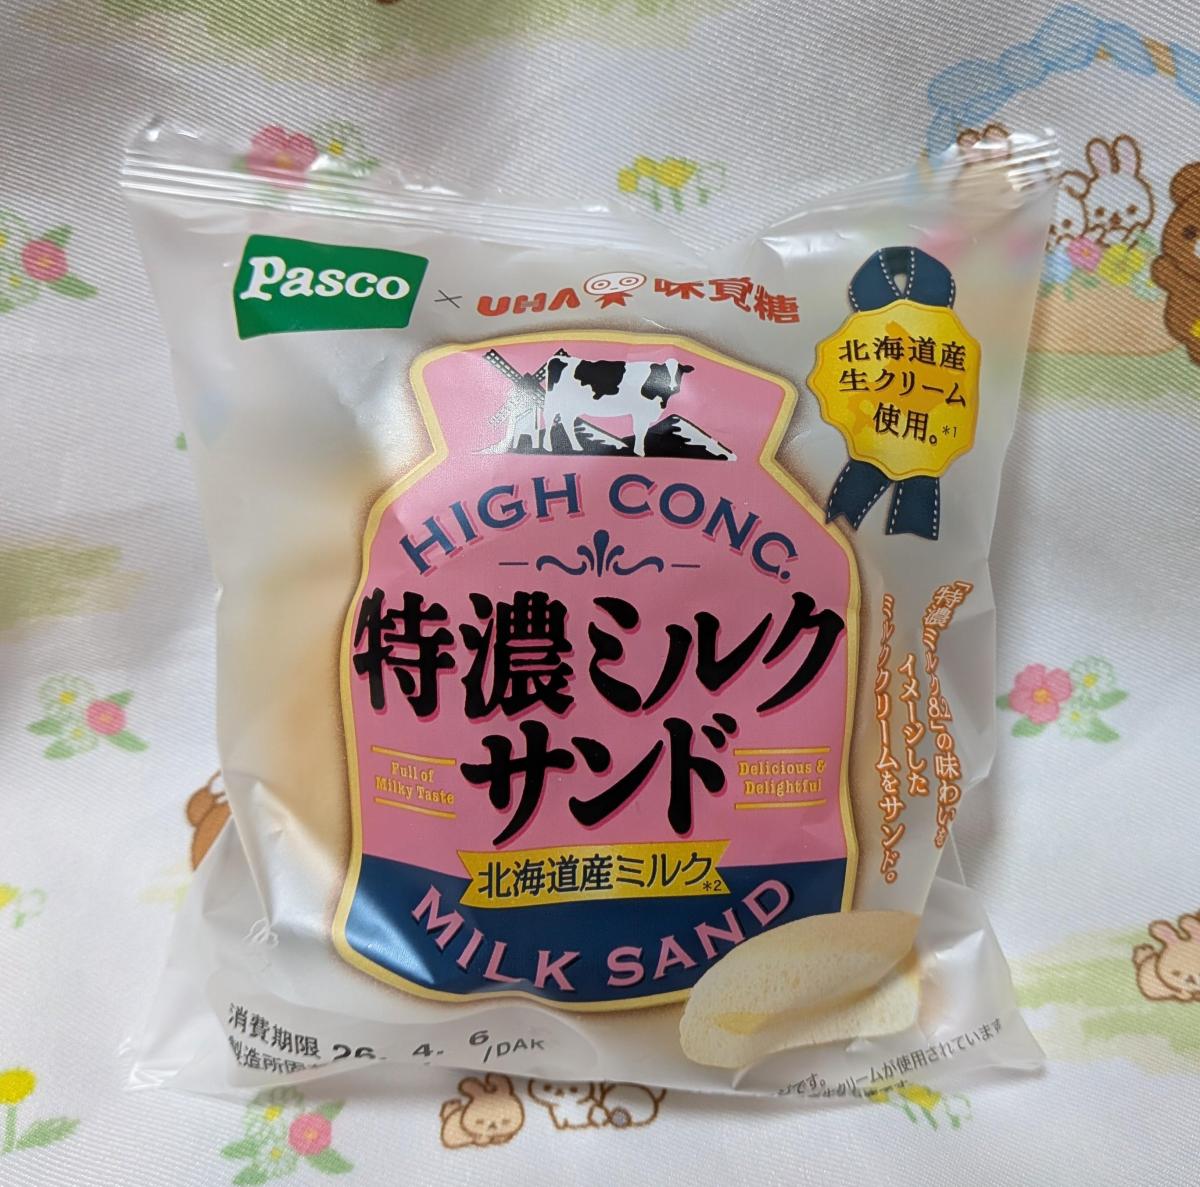 Pasco × UHA 味覚糖
北海道産
生クリーム
使用。*1
HIGH CONC.
特濃ミルク
サンド
Full of
Milky Taste
Delicious &
Delightful
北海道産ミルク*2
MILK SAND
「特濃ミルク8.2」の味わいを
イメージした
ミルククリームをサンド。
消費期限 26. 4. 6
/DAK
製造所固
です。
クリームが使用されています